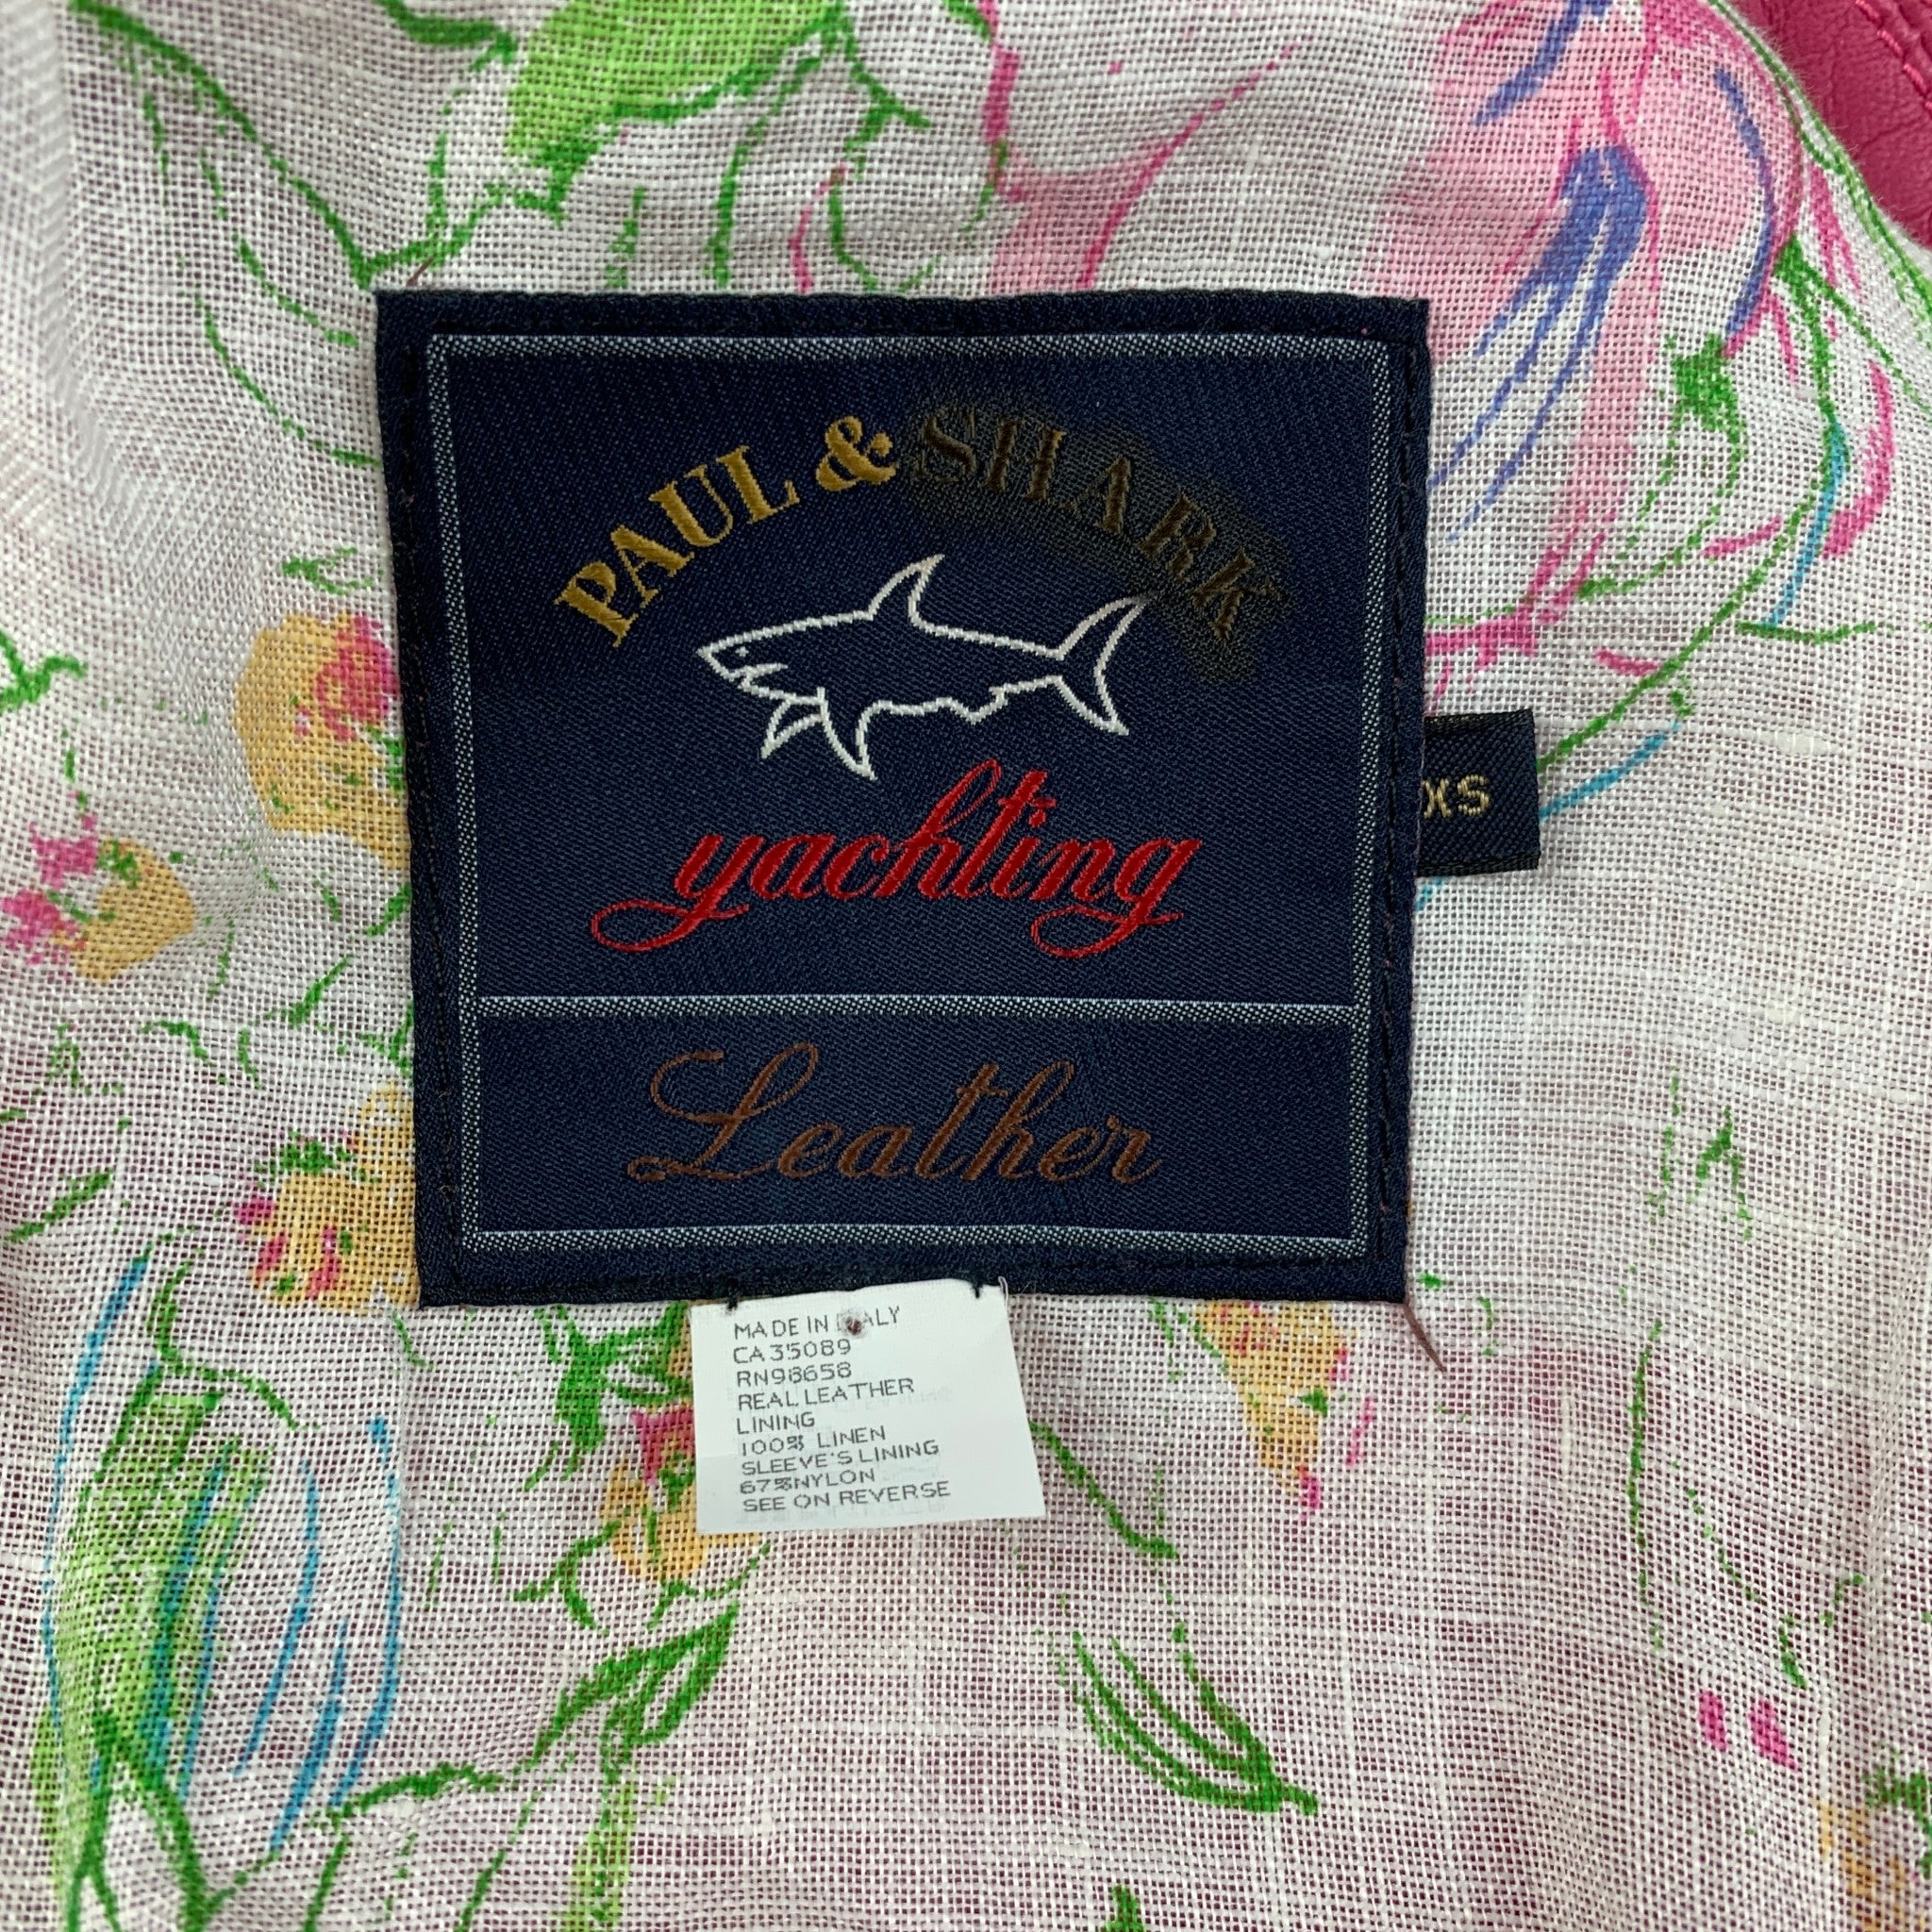 PAUL & SHARK
yachting
XS
Leather
MADE IN ITALY
CA35089
RN98658
REAL LEATHER
LINING
100% LINEN
SLEEVE'S LINING
67%NYLON
SEE ON REVERSE